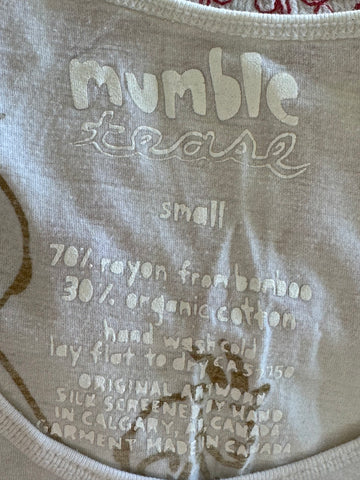 mumble
small
70% rayon from bamboo
30% organic cotton
hand wash cold
lay flat to dry CA
ORIGINAL ARTWORK
SILK SCREENED BY HAND
IN CALGARY, AB, CANADA
GARMENT MADE IN CANADA